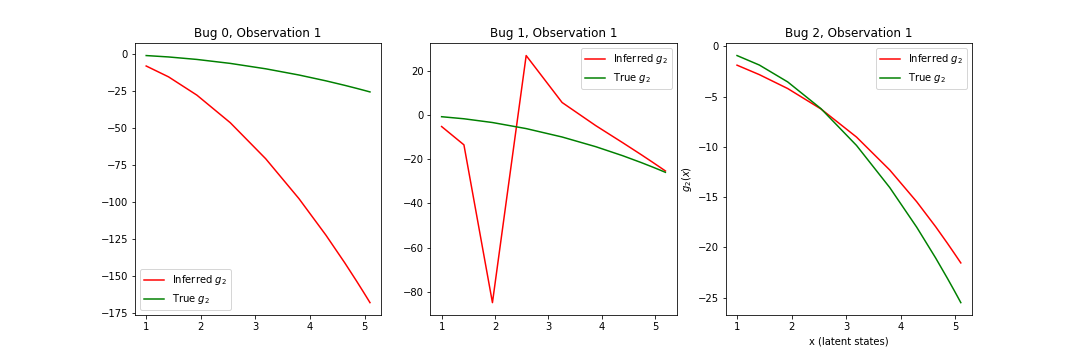 Bug 0, Observation 1
0
−25
−50
−75
−100
−125
−150
−175
1 2 3 4 5
Inferred g₂
True g₂
Bug 1, Observation 1
20
0
−20
−40
−60
−80
1 2 3 4 5
Inferred g₂
True g₂
Bug 2, Observation 1
g₂(x)
0
−5
−10
−15
−20
−25
1 2 3 4 5
x (latent states)
Inferred g₂
True g₂